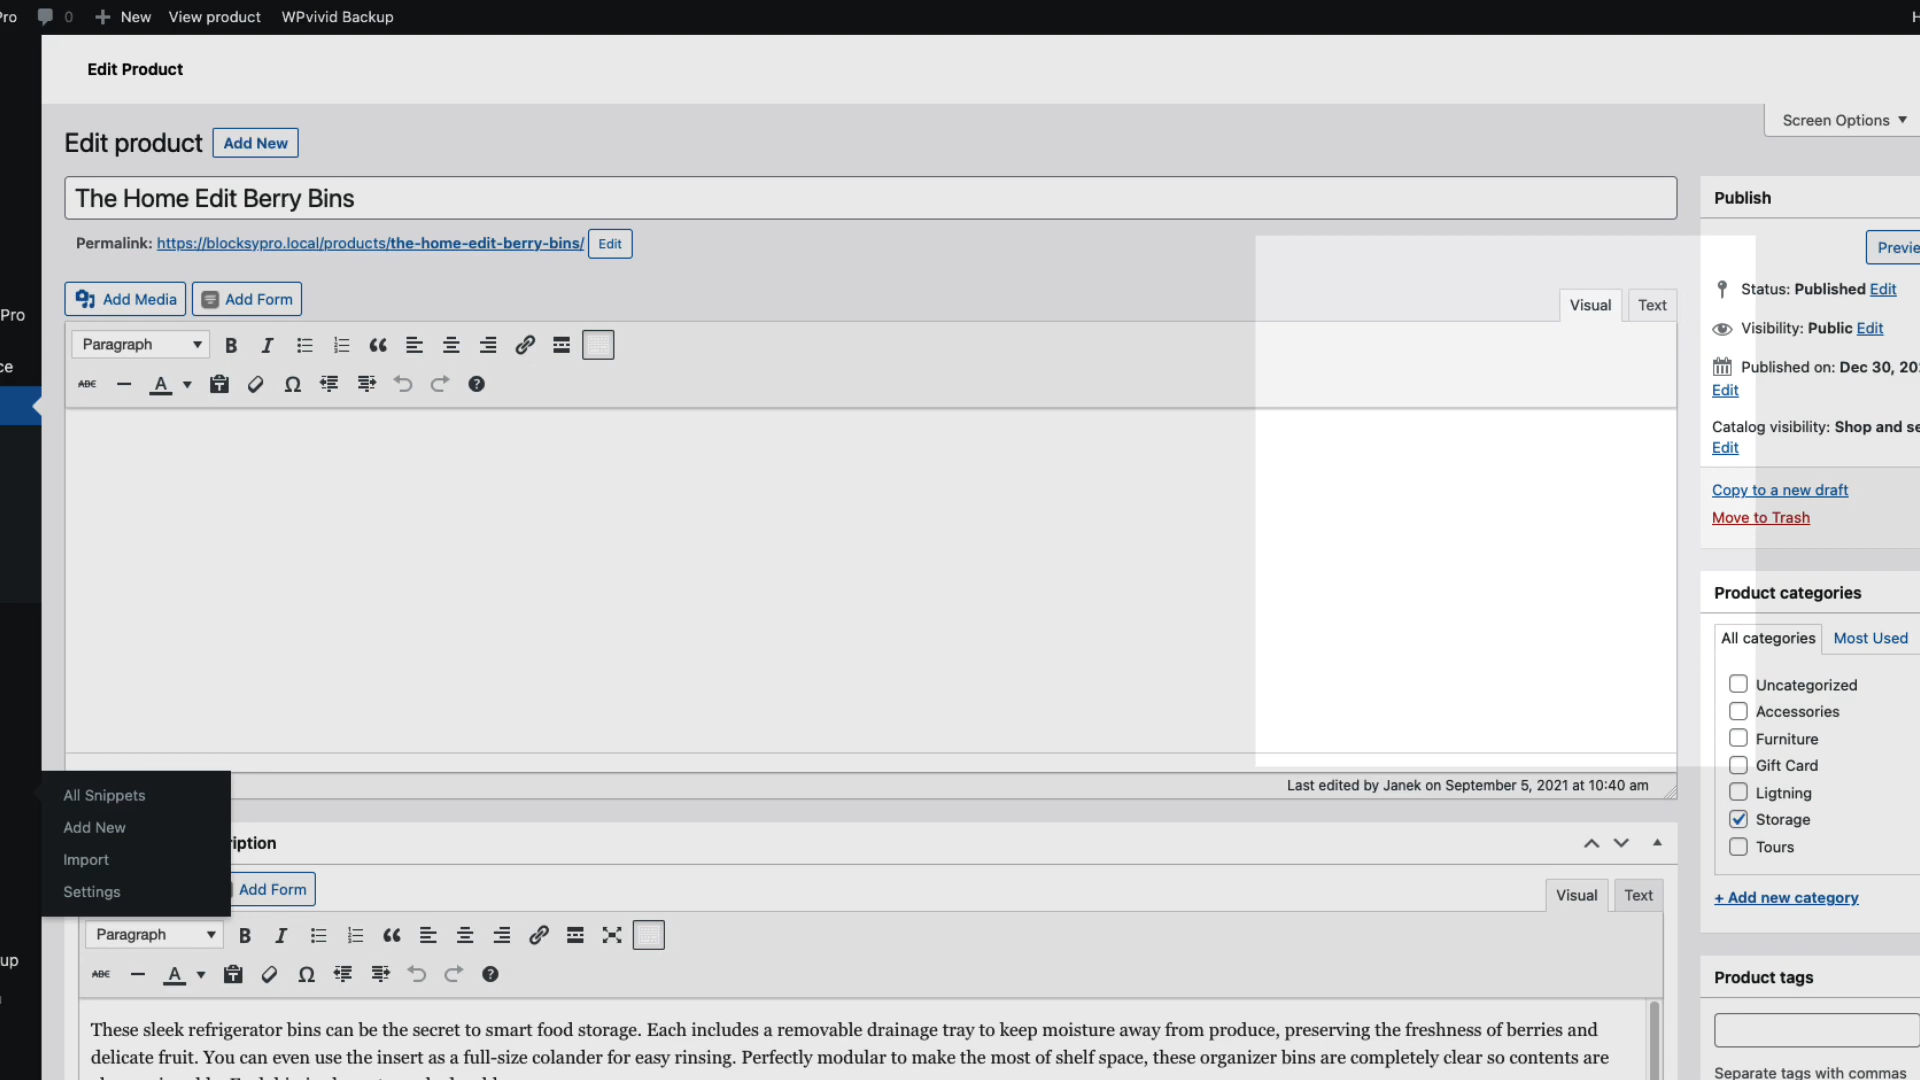 Pro 0 New View product WPvivid Backup H
Edit Product
Screen Options
Edit product Add New
The Home Edit Berry Bins
Publish
Permalink: https://blocksypro.local/products/the-home-edit-berry-bins/ Edit
Previe
Add Media Add Form
Visual Text
Status: Published Edit
Pro
Visibility: Public Edit
Paragraph B I
ce
Published on: Dec 30, 20
ABC A
Edit
Catalog visibility: Shop and se
Edit
Copy to a new draft
Move to Trash
Product categories
All categories Most Used
Uncategorized
Accessories
Furniture
Gift Card
Ligtning
Storage
Tours
Last edited by Janek on September 5, 2021 at 10:40 am
All Snippets
Add New
Import
Settings
ription
Add Form
Visual Text
+ Add new category
Paragraph B I
up
ABC A
Product tags
These sleek refrigerator bins can be the secret to smart food storage. Each includes a removable drainage tray to keep moisture away from produce, preserving the freshness of berries and
delicate fruit. You can even use the insert as a full-size colander for easy rinsing. Perfectly modular to make the most of shelf space, these organizer bins are completely clear so contents are
Separate tags with commas